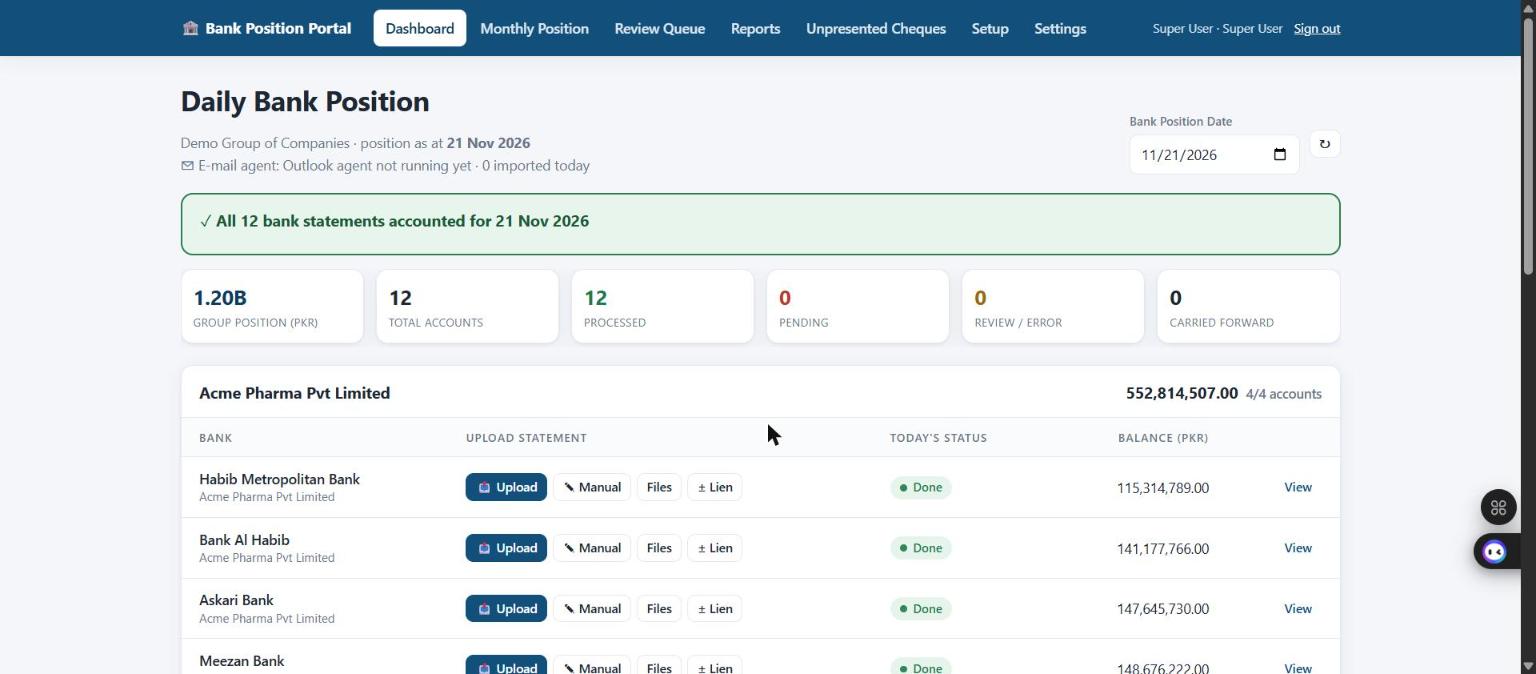 Bank Position Portal Dashboard Monthly Position Review Queue Reports Unpresented Cheques Setup Settings Super User · Super User Sign out
Daily Bank Position
Demo Group of Companies · position as at 21 Nov 2026
E-mail agent: Outlook agent not running yet · 0 imported today
Bank Position Date
11/21/2026
✓ All 12 bank statements accounted for 21 Nov 2026
1.20B
GROUP POSITION (PKR)
12
TOTAL ACCOUNTS
12
PROCESSED
0
PENDING
0
REVIEW / ERROR
0
CARRIED FORWARD
Acme Pharma Pvt Limited 552,814,507.00 4/4 accounts
BANK UPLOAD STATEMENT TODAY'S STATUS BALANCE (PKR)
Habib Metropolitan Bank
Acme Pharma Pvt Limited
Upload Manual Files ± Lien Done 115,314,789.00 View
Bank Al Habib
Acme Pharma Pvt Limited
Upload Manual Files ± Lien Done 141,177,766.00 View
Askari Bank
Acme Pharma Pvt Limited
Upload Manual Files ± Lien Done 147,645,730.00 View
Meezan Bank
Upload Manual Files ± Lien Done 148,676,222.00 View